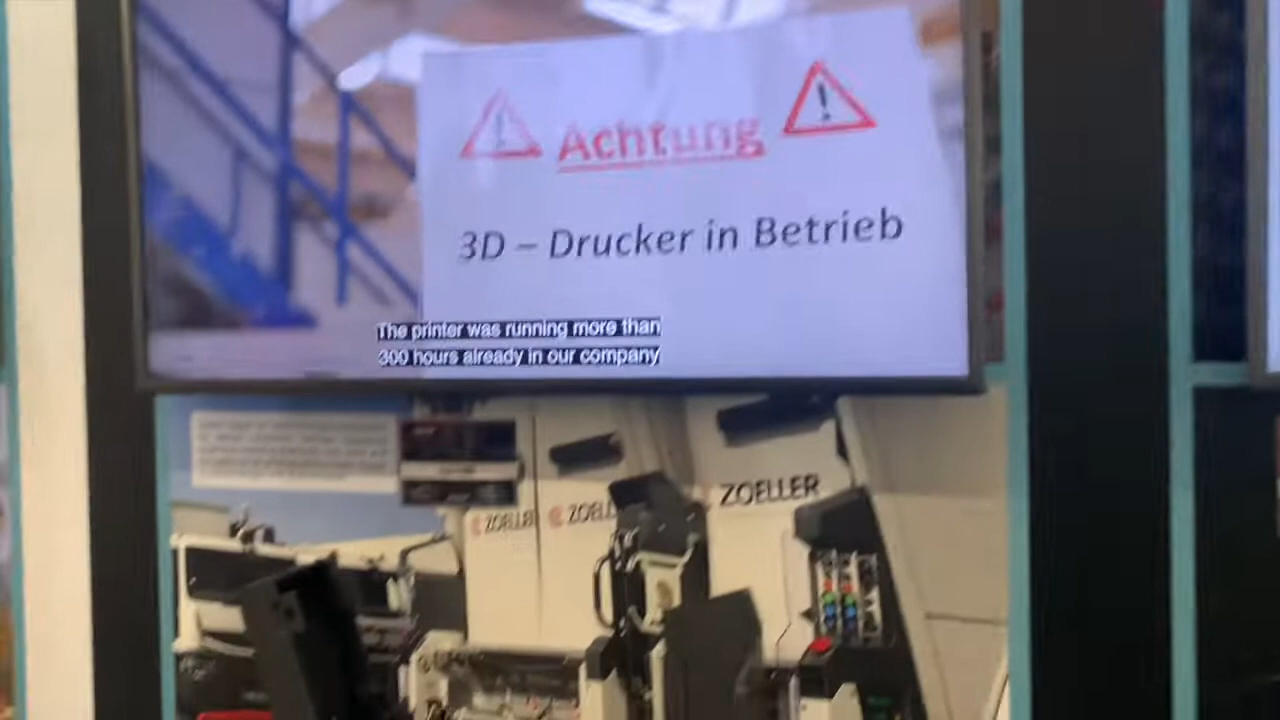 Achtung
3D – Drucker in Betrieb
The printer was running more than
300 hours already in our company
ZOELLER
ZOELL
ZOELLER